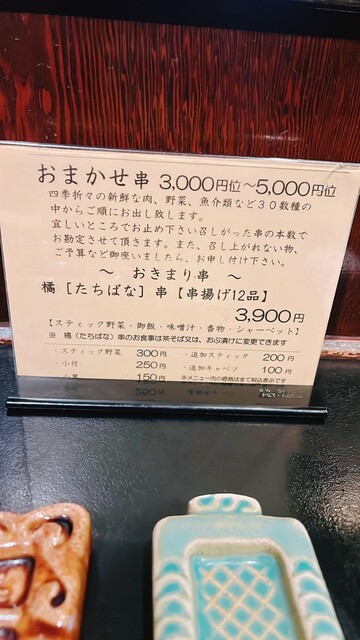 おまかせ串 3,000円位～5,000円位
四季折々の新鮮な肉、野菜、魚介類など30数種の
中からご順にお出し致します。
宜しいところでお止め下さい召しがった串の本数で
お勘定させて頂きます。また、召し上がれない物、
ご予算など御座いましたら、お申し付け下さい。
～ おきまり串 ～
橘［たちばな］串【串揚げ12品】
3,900円
【スティック野菜・御飯・味噌汁・香物・シャーベット】
※ 橘（たちばな）串のお食事は茶そば又は、おぶ漬けに変更できます
・スティック野菜 300円
・追加スティック 200円
・小付 250円
・追加キャベツ 100円
150円
※メニュー内の価格は全て税込表示です